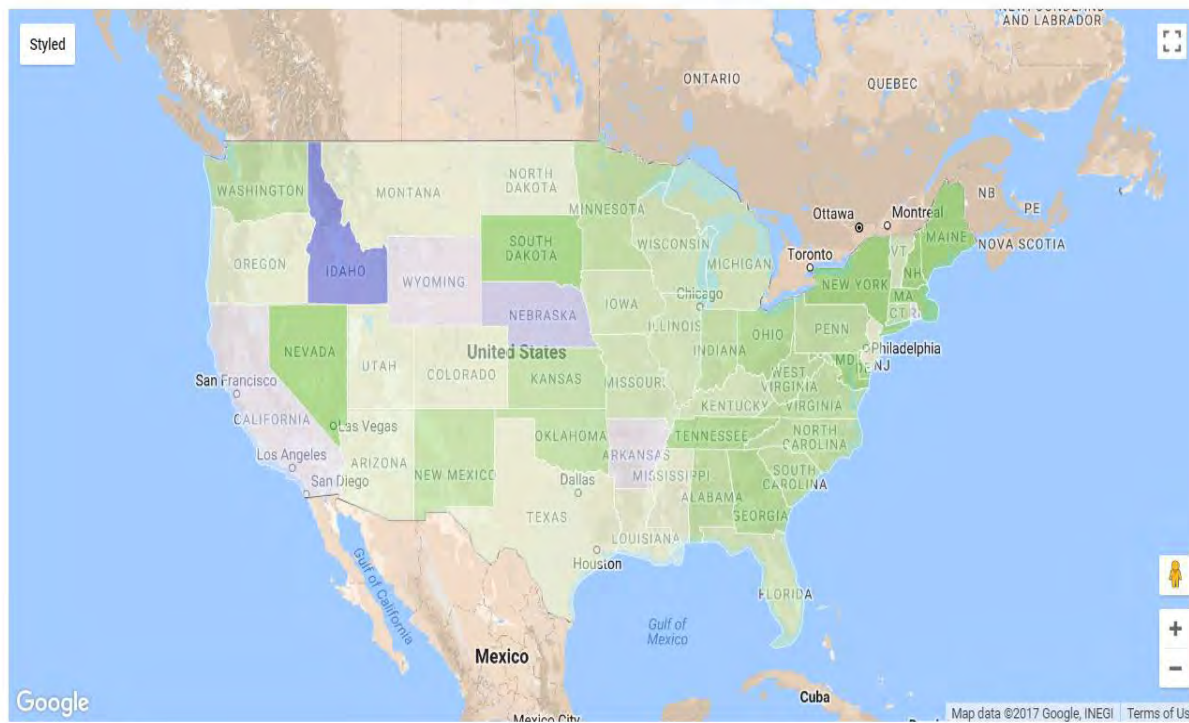 NEWFOUNDLAND
AND LABRADOR
Styled
ONTARIO
QUEBEC
WASHINGTON
MONTANA
NORTH
DAKOTA
MINNESOTA
Ottawa
Montreal
NB
PE
NOVA SCOTIA
MAINE
VT
NH
Toronto
OREGON
IDAHO
WYOMING
SOUTH
DAKOTA
WISCONSIN
MICHIGAN
NEW YORK
MA
CT
RI
NEBRASKA
IOWA
Chicago
ILLINOIS
INDIANA
OHIO
PENN
Philadelphia
NJ
MD
DE
NEVADA
UTAH
COLORADO
United States
KANSAS
MISSOURI
WEST
VIRGINIA
KENTUCKY
VIRGINIA
San Francisco
CALIFORNIA
Las Vegas
Los Angeles
San Diego
ARIZONA
NEW MEXICO
OKLAHOMA
ARKANSAS
TENNESSEE
NORTH
CAROLINA
SOUTH
CAROLINA
Dallas
MISSISSIPPI
ALABAMA
GEORGIA
TEXAS
LOUISIANA
Houston
FLORIDA
Gulf of California
Gulf of
Mexico
Mexico
Cuba
Mexico City
Google
Map data ©2017 Google, INEGI
Terms of Us